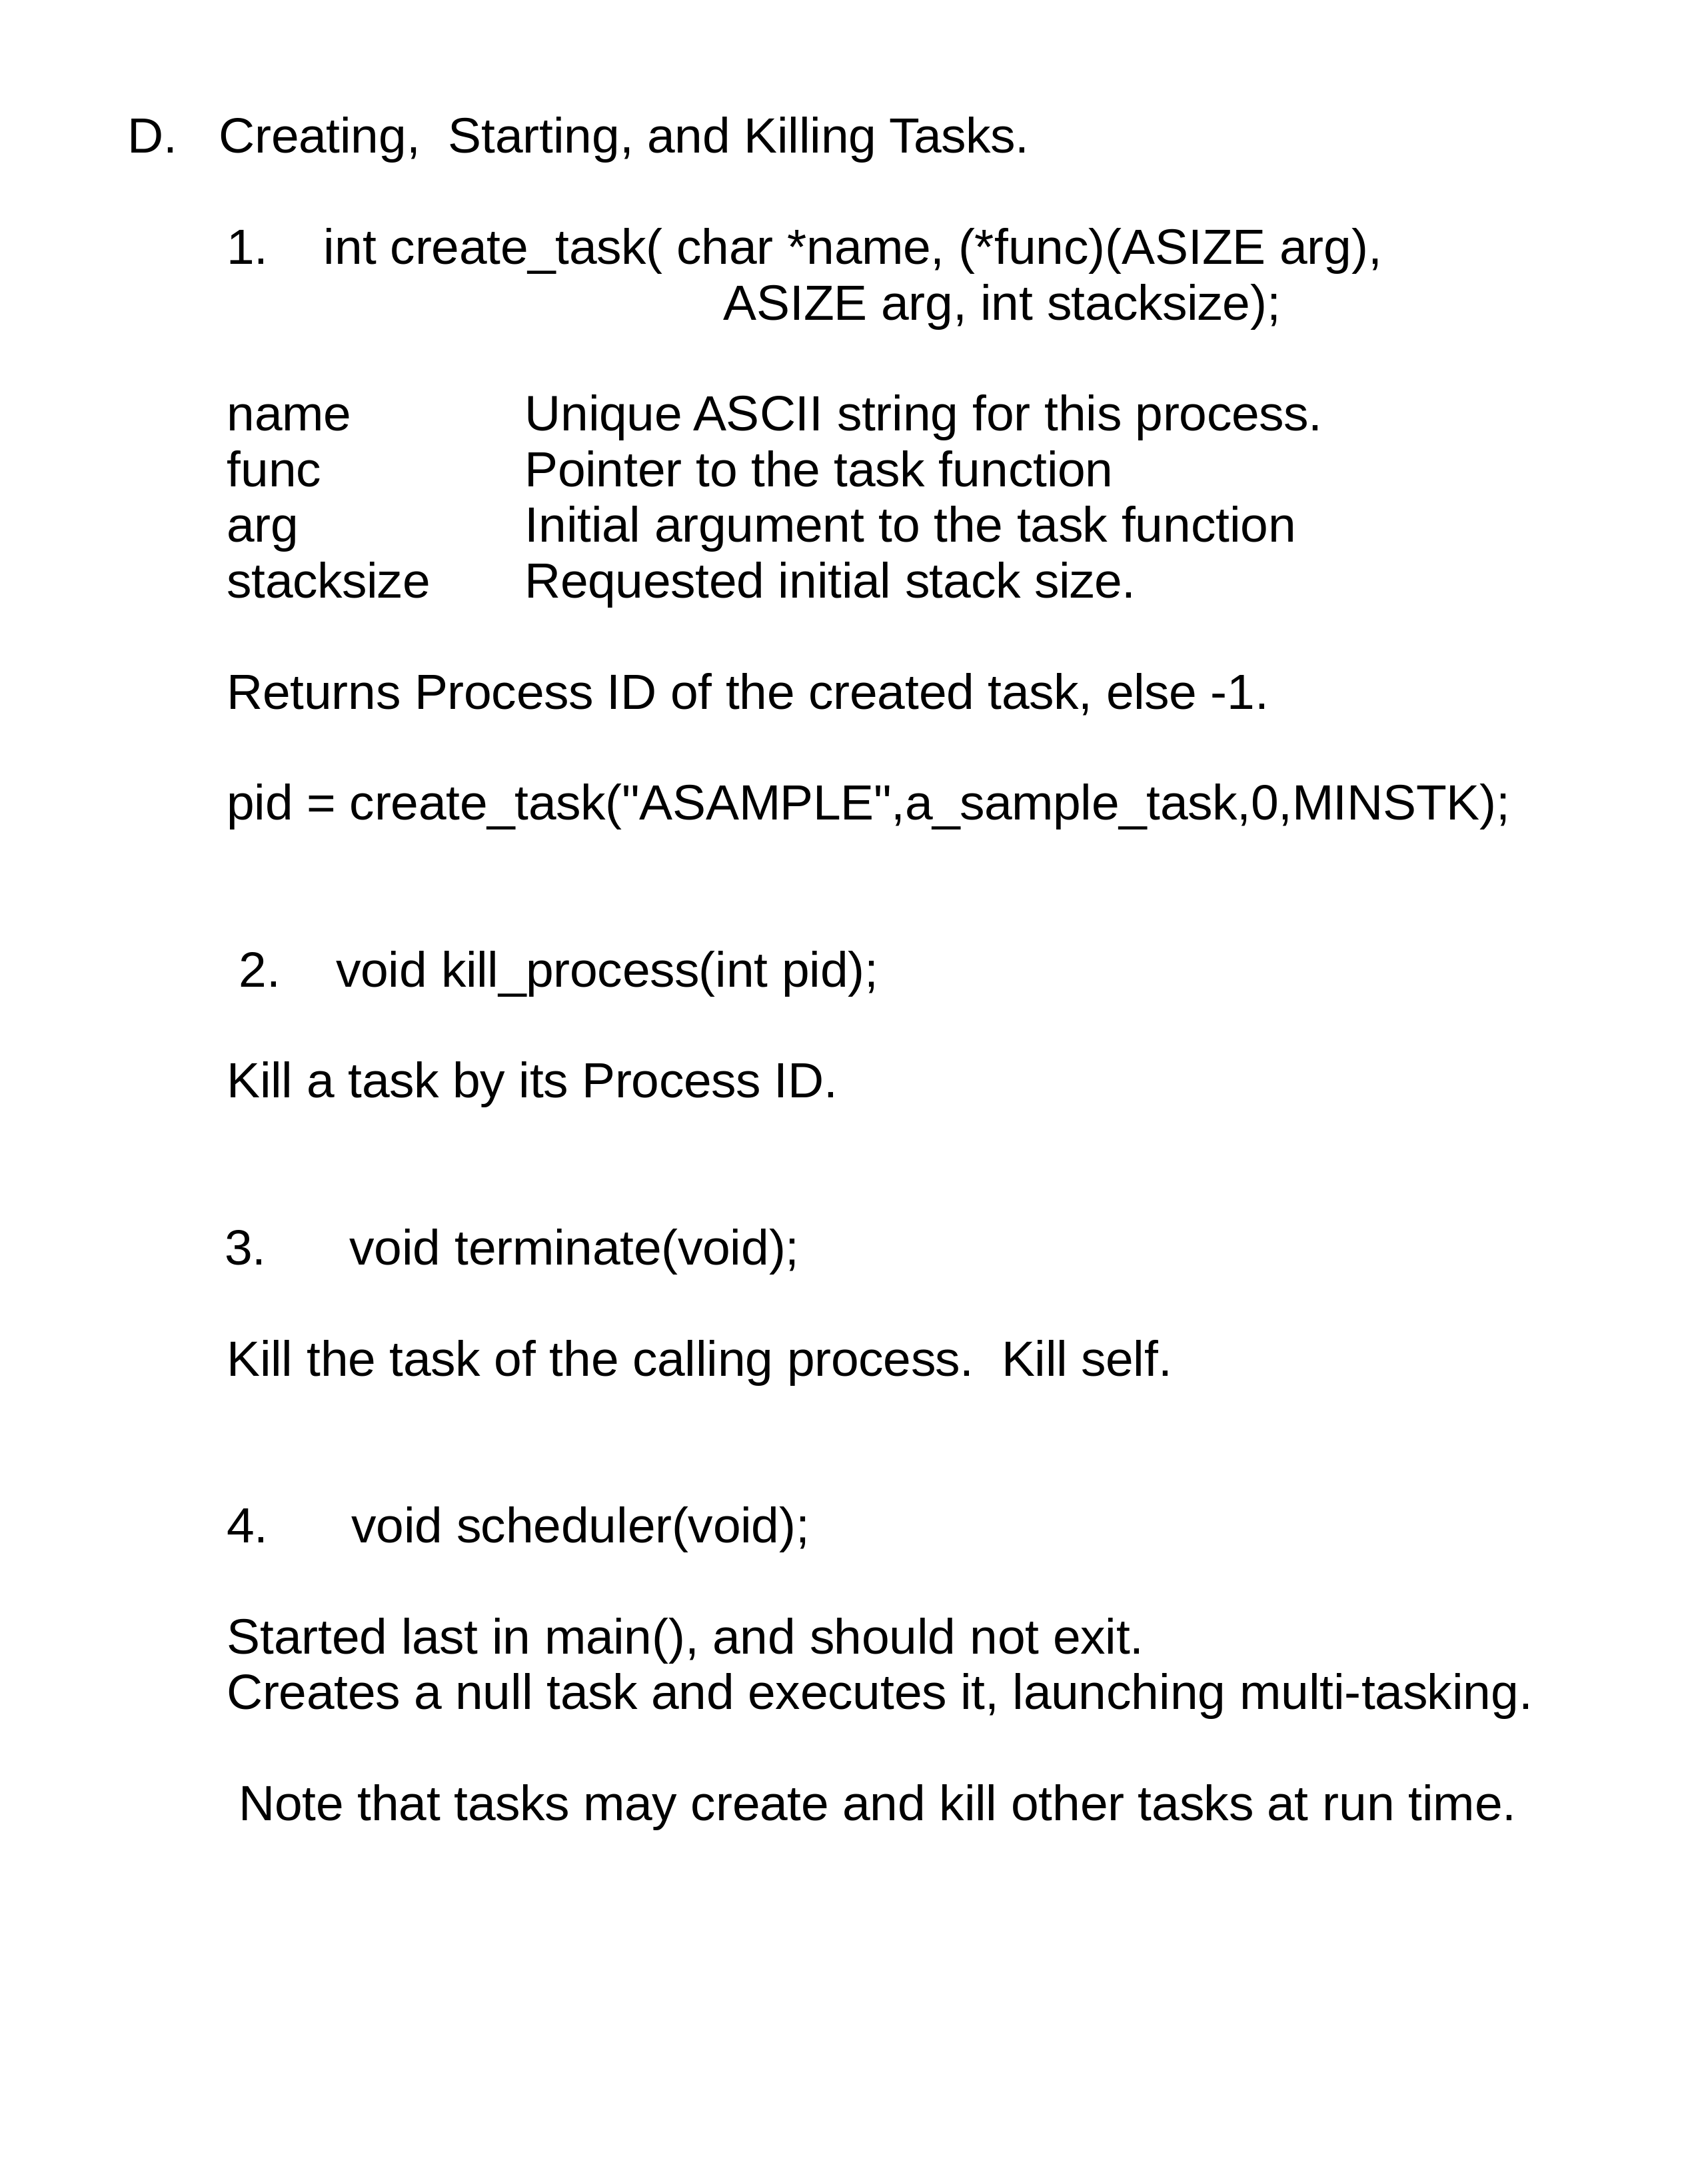 D. Creating, Starting, and Killing Tasks.
1. int create_task( char *name, (*func)(ASIZE arg),
ASIZE arg, int stacksize);
name Unique ASCII string for this process.
func Pointer to the task function
arg Initial argument to the task function
stacksize Requested initial stack size.
Returns Process ID of the created task, else -1.
pid = create_task("ASAMPLE",a_sample_task,0,MINSTK);
2. void kill_process(int pid);
Kill a task by its Process ID.
3. void terminate(void);
Kill the task of the calling process. Kill self.
4. void scheduler(void);
Started last in main(), and should not exit.
Creates a null task and executes it, launching multi-tasking.
Note that tasks may create and kill other tasks at run time.